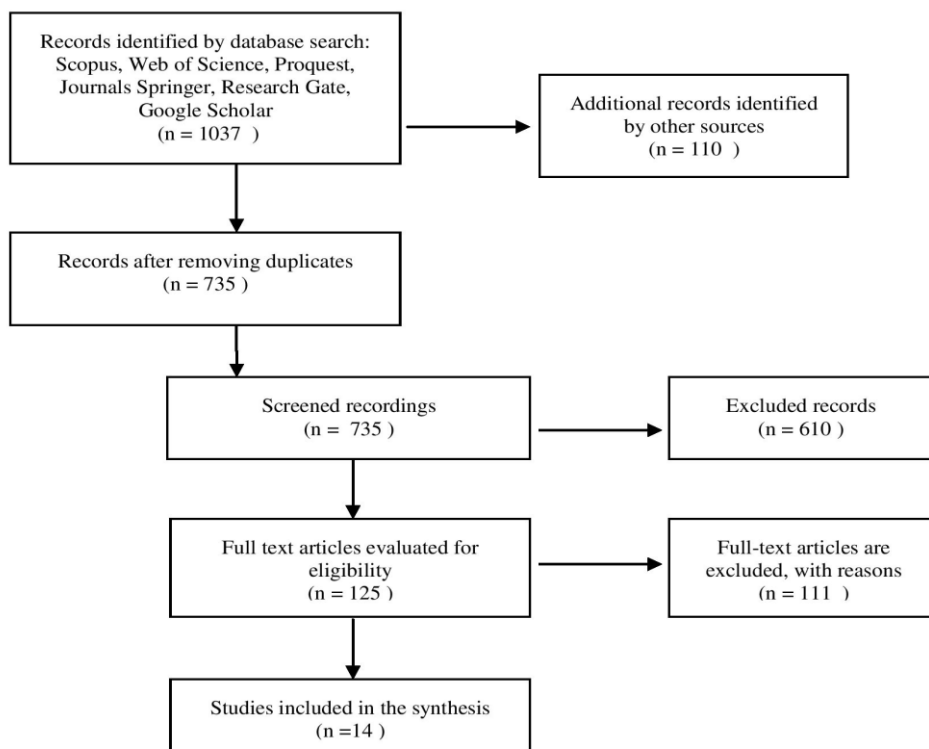 Records identified by database search:
Scopus, Web of Science, Proquest,
Journals Springer, Research Gate,
Google Scholar
(n = 1037 )
Additional records identified
by other sources
(n = 110 )
Records after removing duplicates
(n = 735 )
Screened recordings
(n = 735 )
Excluded records
(n = 610 )
Full text articles evaluated for
eligibility
(n = 125 )
Full-text articles are
excluded, with reasons
(n = 111 )
Studies included in the synthesis
(n =14 )